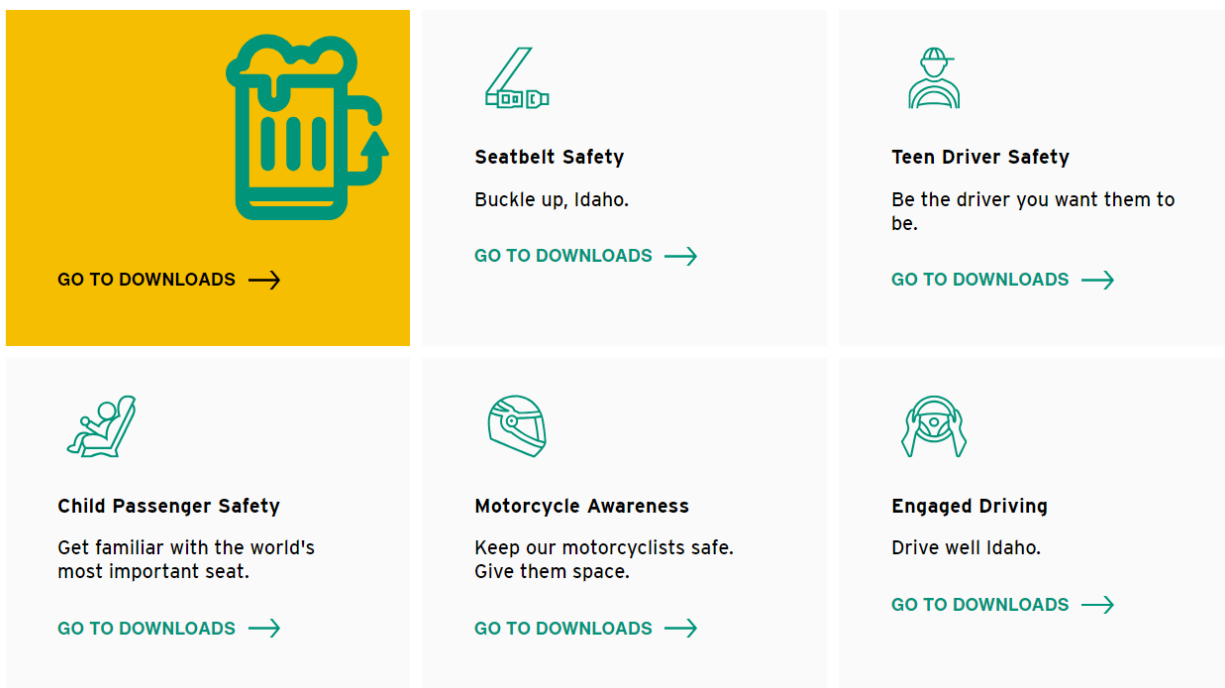 GO TO DOWNLOADS
Seatbelt Safety
Buckle up, Idaho.
GO TO DOWNLOADS
Teen Driver Safety
Be the driver you want them to
be.
GO TO DOWNLOADS
Child Passenger Safety
Get familiar with the world's
most important seat.
GO TO DOWNLOADS
Motorcycle Awareness
Keep our motorcyclists safe.
Give them space.
GO TO DOWNLOADS
Engaged Driving
Drive well Idaho.
GO TO DOWNLOADS